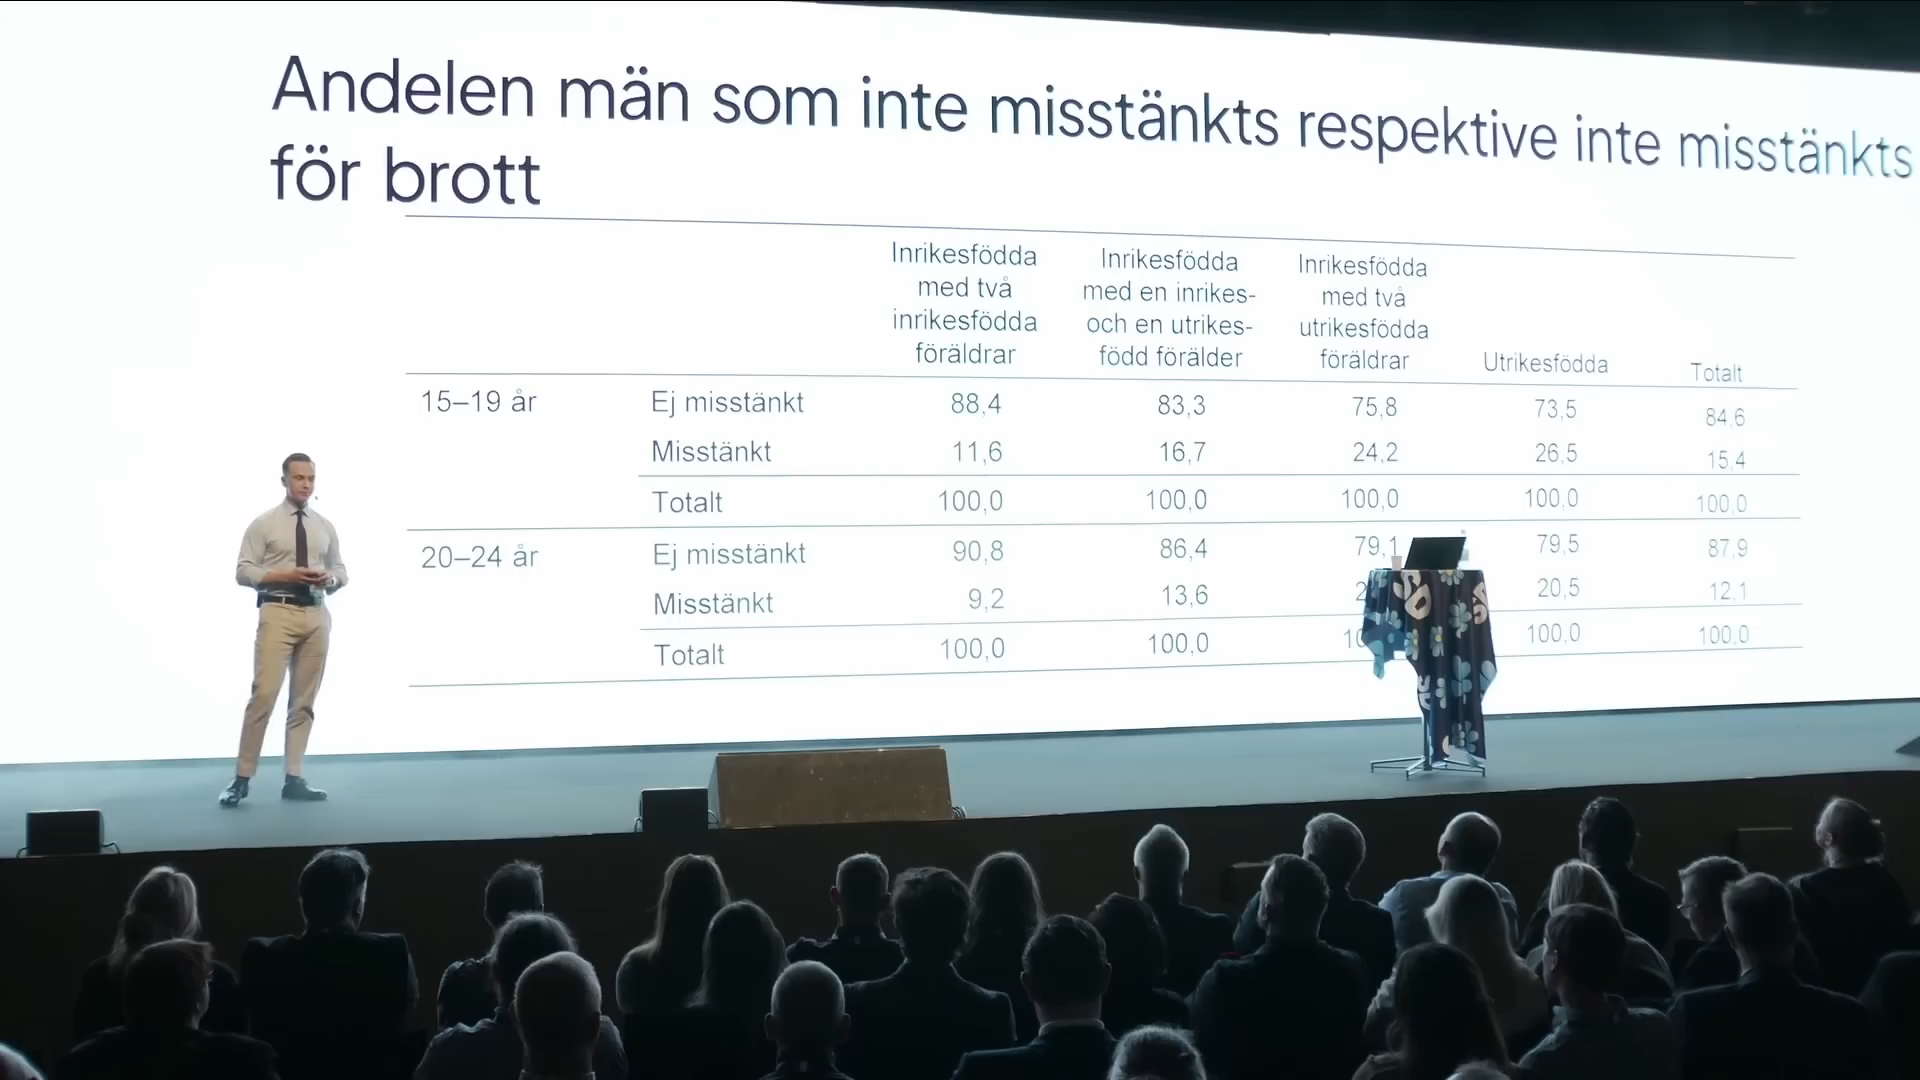 Andelen män som inte misstänkts respektive inte misstänkts
för brott
Inrikesfödda med två inrikesfödda föräldrar
Inrikesfödda med en inrikes- och en utrikes- född förälder
Inrikesfödda med två utrikesfödda föräldrar
Utrikesfödda
Totalt
15–19 år Ej misstänkt 88,4 83,3 75,8 73,5 84,6
Misstänkt 11,6 16,7 24,2 26,5 15,4
Totalt 100,0 100,0 100,0 100,0 100,0
20–24 år Ej misstänkt 90,8 86,4 79,1 79,5 87,9
Misstänkt 9,2 13,6 20,5 12,1
Totalt 100,0 100,0 100,0 100,0
SD